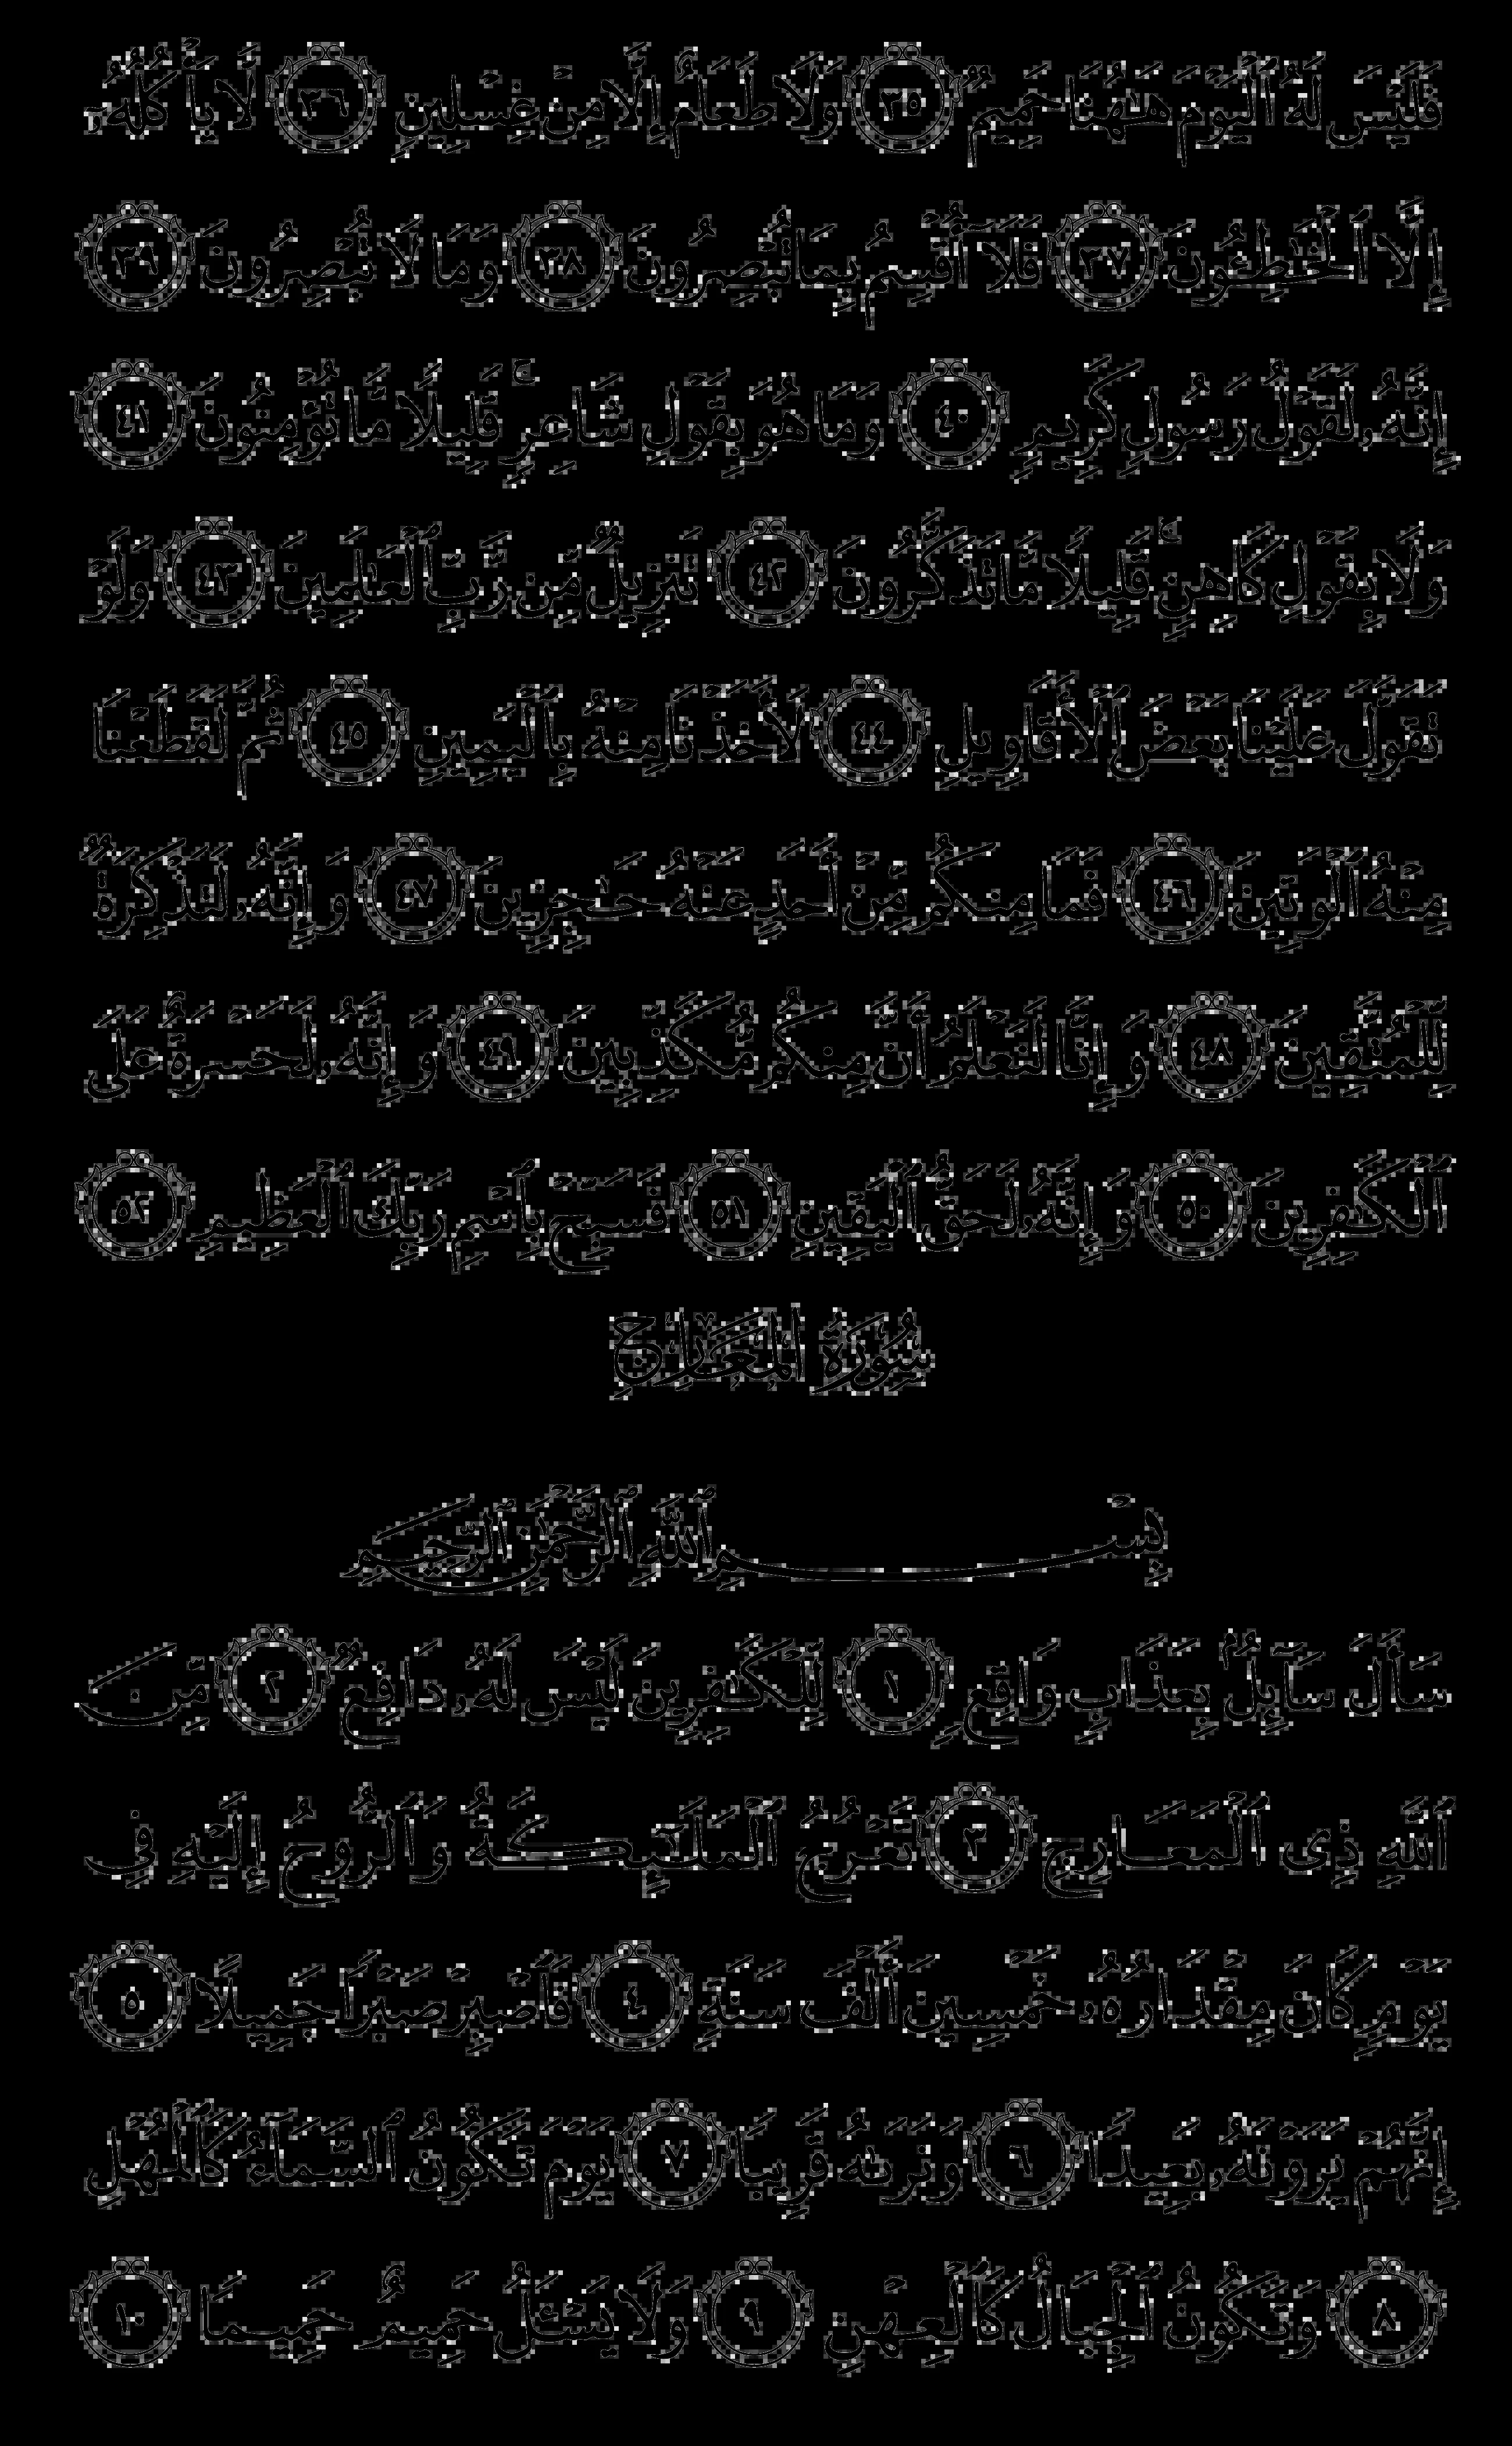 فَلَيْسَ لَهُ ٱلْيَوْمَ هَٰهُنَا حَمِيمٌ ٣٥ وَلَا طَعَامٌ إِلَّا مِنْ غِسْلِينٍ ٣٦ لَّا يَأْكُلُهُۥٓ
إِلَّا ٱلْخَٰطِـُٔونَ ٣٧ فَلَآ أُقْسِمُ بِمَا تُبْصِرُونَ ٣٨ وَمَا لَا تُبْصِرُونَ ٣٩
إِنَّهُۥ لَقَوْلُ رَسُولٍ كَرِيمٍ ٤٠ وَمَا هُوَ بِقَوْلِ شَاعِرٍ ۚ قَلِيلًا مَّا تُؤْمِنُونَ ٤١
وَلَا بِقَوْلِ كَاهِنٍ ۚ قَلِيلًا مَّا تَذَكَّرُونَ ٤٢ تَنزِيلٌ مِّن رَّبِّ ٱلْعَٰلَمِينَ ٤٣ وَلَوْ
تَقَوَّلَ عَلَيْنَا بَعْضَ ٱلْأَقَاوِيلِ ٤٤ لَأَخَذْنَا مِنْهُ بِٱلْيَمِينِ ٤٥ ثُمَّ لَقَطَعْنَا
مِنْهُ ٱلْوَتِينَ ٤٦ فَمَا مِنكُم مِّنْ أَحَدٍ عَنْهُ حَٰجِزِينَ ٤٧ وَإِنَّهُۥ لَتَذْكِرَةٌ
لِّلْمُتَّقِينَ ٤٨ وَإِنَّا لَنَعْلَمُ أَنَّ مِنكُم مُّكَذِّبِينَ ٤٩ وَإِنَّهُۥ لَحَسْرَةٌ عَلَى
ٱلْكَٰفِرِينَ ٥٠ وَإِنَّهُۥ لَحَقُّ ٱلْيَقِينِ ٥١ فَسَبِّحْ بِٱسْمِ رَبِّكَ ٱلْعَظِيمِ ٥٢
سُورَةُ ٱلْمَعَارِجِ
بِسْمِ ٱللَّهِ ٱلرَّحْمَٰنِ ٱلرَّحِيمِ
سَأَلَ سَآئِلٌۢ بِعَذَابٍ وَاقِعٍ ١ لِّلْكَٰفِرِينَ لَيْسَ لَهُۥ دَافِعٌ ٢ مِّنَ
ٱللَّهِ ذِى ٱلْمَعَارِجِ ٣ تَعْرُجُ ٱلْمَلَٰٓئِكَةُ وَٱلرُّوحُ إِلَيْهِ فِى
يَوْمٍ كَانَ مِقْدَارُهُۥ خَمْسِينَ أَلْفَ سَنَةٍ ٤ فَٱصْبِرْ صَبْرًا جَمِيلًا ٥
إِنَّهُمْ يَرَوْنَهُۥ بَعِيدًا ٦ وَنَرَىٰهُ قَرِيبًا ٧ يَوْمَ تَكُونُ ٱلسَّمَآءُ كَٱلْمُهْلِ
٨ وَتَكُونُ ٱلْجِبَالُ كَٱلْعِهْنِ ٩ وَلَا يَسْـَٔلُ حَمِيمٌ حَمِيمًا ١٠